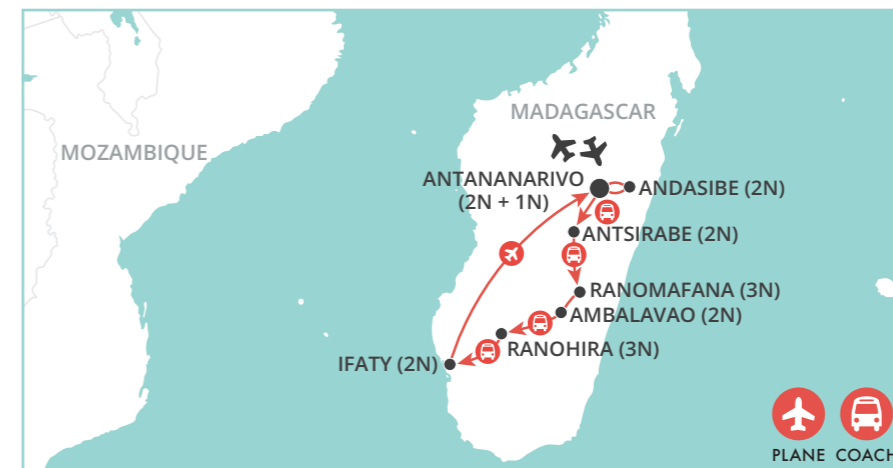 MADAGASCAR
MOZAMBIQUE
ANTANANARIVO
(2N + 1N)
ANDASIBE (2N)
ANTSIRABE (2N)
RANOMAFANA (3N)
AMBALAVAO (2N)
RANOHIRA (3N)
IFATY (2N)
PLANE COACH